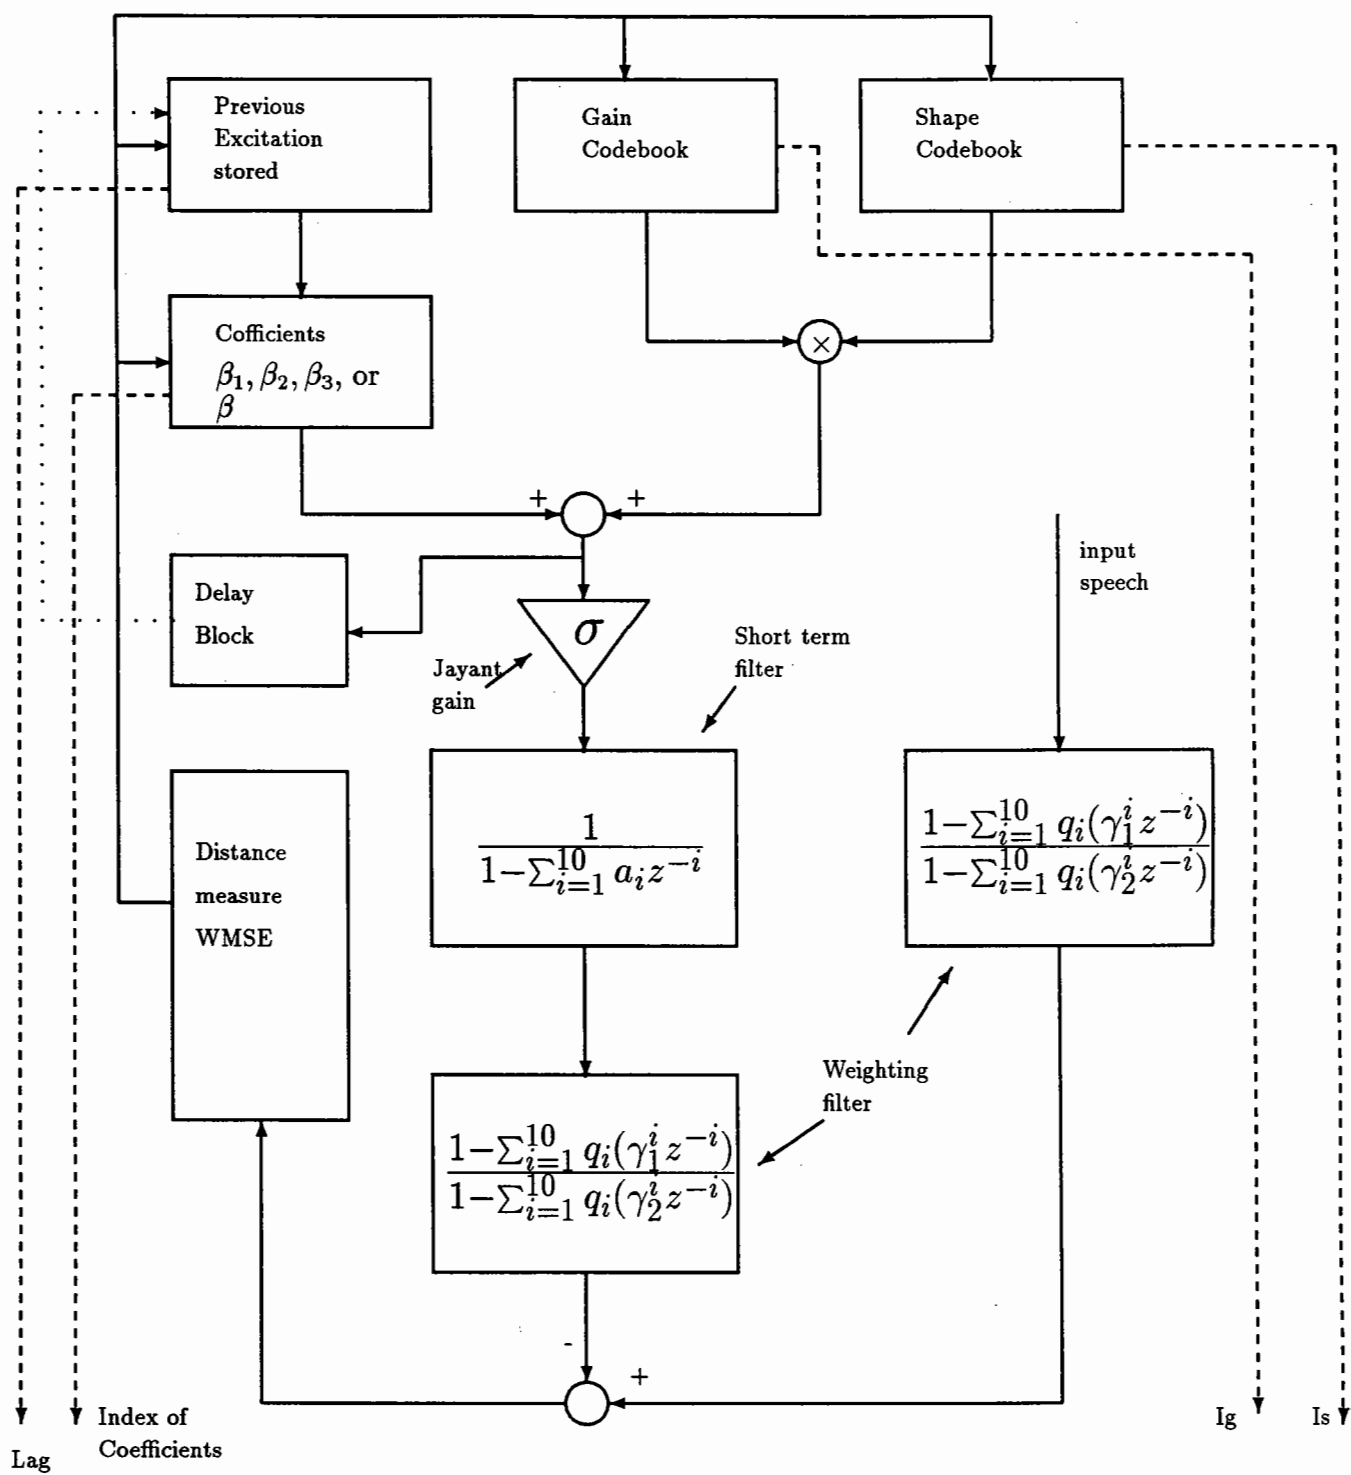 Previous
Excitation
stored
Gain
Codebook
Shape
Codebook
Cofficients
β₁, β₂, β₃, or
β
×
+
+
input
speech
Delay
Block
σ
Jayant
gain
Short term
filter
Distance
measure
WMSE
1
1−∑_{i=1}^{10} a_i z^{−i}
1−∑_{i=1}^{10} q_i(γ_1^i z^{−i})
1−∑_{i=1}^{10} q_i(γ_2^i z^{−i})
Weighting
filter
1−∑_{i=1}^{10} q_i(γ_1^i z^{−i})
1−∑_{i=1}^{10} q_i(γ_2^i z^{−i})
-
+
Lag
Index of
Coefficients
Ig
Is